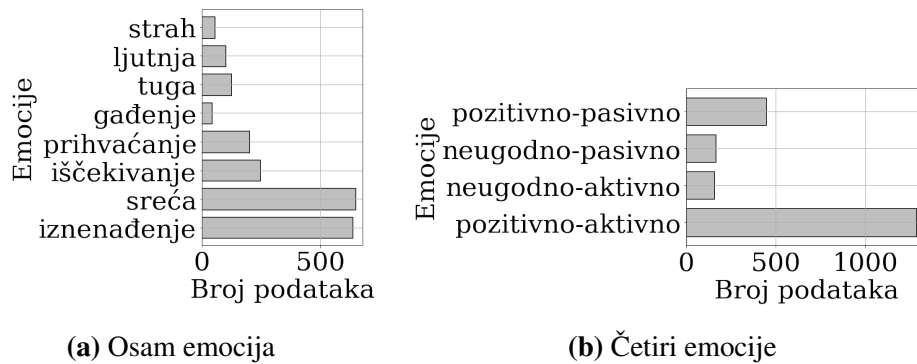 Emocije
strah
ljutnja
tuga
gađenje
prihvaćanje
iščekivanje
sreća
iznenađenje
0 500
Broj podataka
(a) Osam emocija
Emocije
pozitivno-pasivno
neugodno-pasivno
neugodno-aktivno
pozitivno-aktivno
0 500 1000
Broj podataka
(b) Četiri emocije